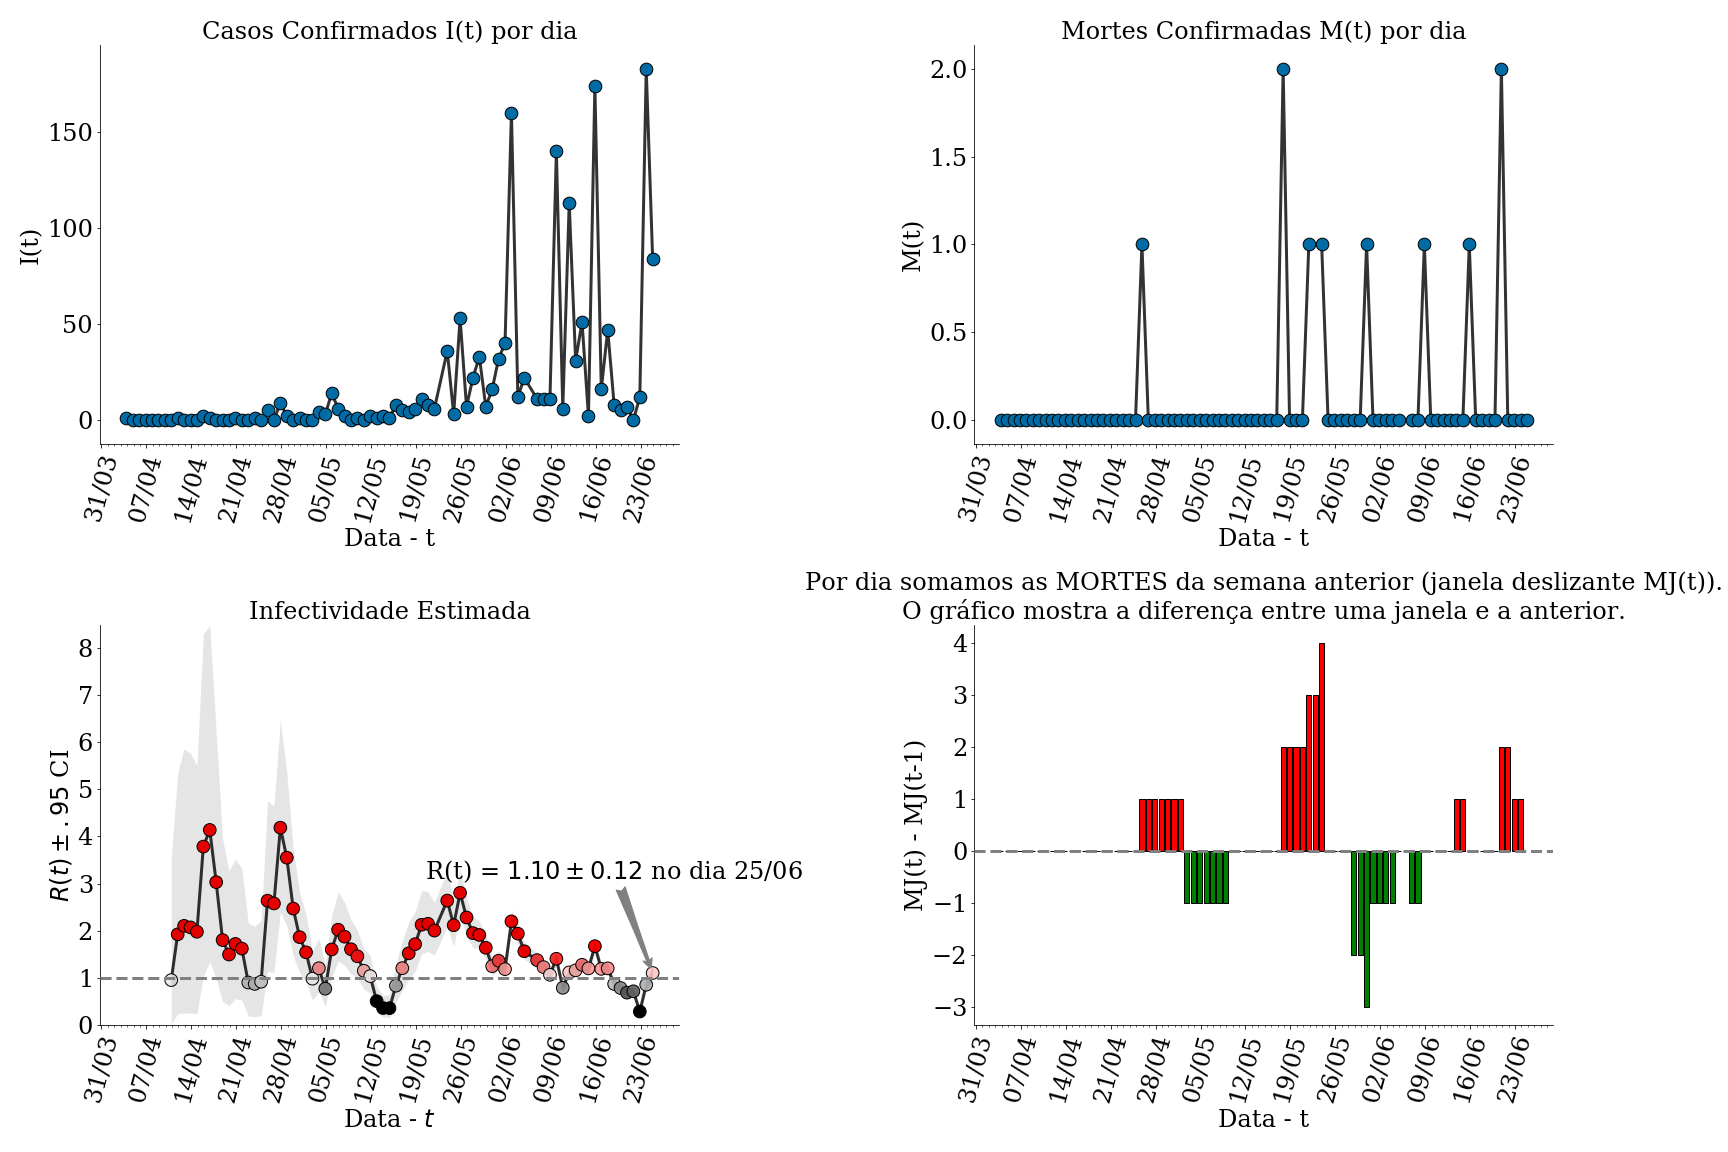 Casos Confirmados I(t) por dia
I(t)
150
100
50
0
31/03 07/04 14/04 21/04 28/04 05/05 12/05 19/05 26/05 02/06 09/06 16/06 23/06
Data - t
Mortes Confirmadas M(t) por dia
M(t)
2.0
1.5
1.0
0.5
0.0
31/03 07/04 14/04 21/04 28/04 05/05 12/05 19/05 26/05 02/06 09/06 16/06 23/06
Data - t
Infectividade Estimada
R(t) ± .95 CI
8
7
6
5
4
3
2
1
0
R(t) = 1.10 ± 0.12 no dia 25/06
31/03 07/04 14/04 21/04 28/04 05/05 12/05 19/05 26/05 02/06 09/06 16/06 23/06
Data - t
Por dia somamos as MORTES da semana anterior (janela deslizante MJ(t)).
O gráfico mostra a diferença entre uma janela e a anterior.
MJ(t) - MJ(t-1)
4
3
2
1
0
−1
−2
−3
31/03 07/04 14/04 21/04 28/04 05/05 12/05 19/05 26/05 02/06 09/06 16/06 23/06
Data - t